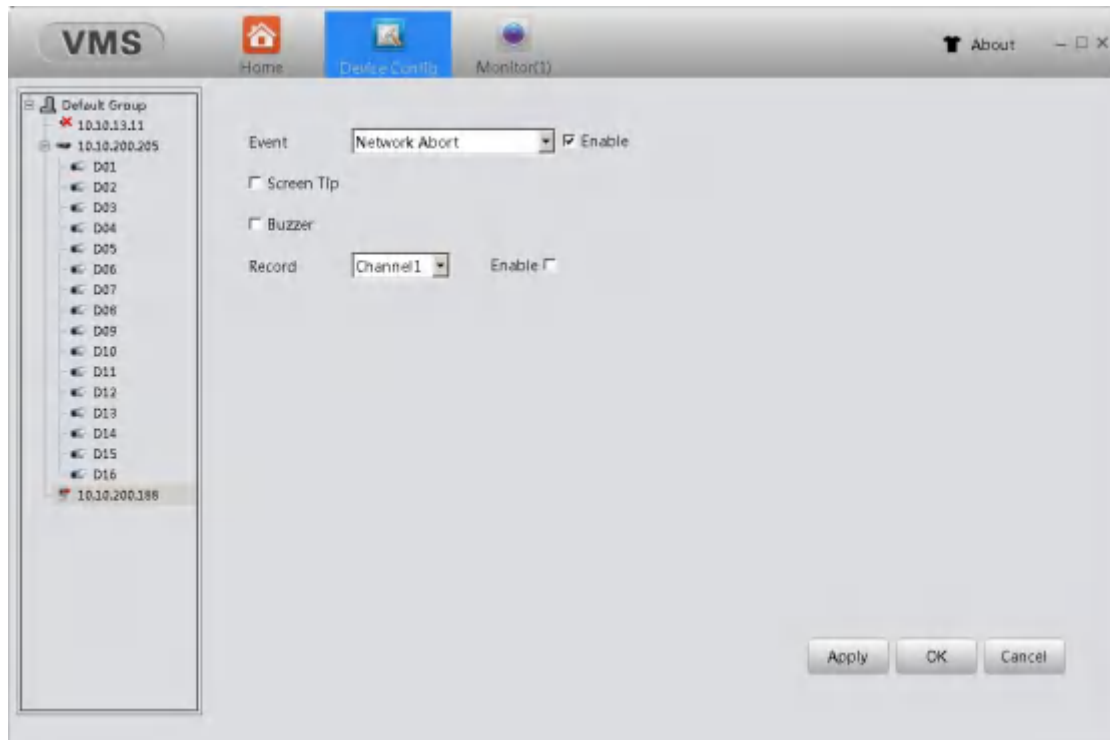 VMS
Home
Device Config
Monitor(1)
About
Default Group
10.10.13.11
10.10.200.205
D01
D02
D03
D04
D05
D06
D07
D08
D09
D10
D11
D12
D13
D14
D15
D16
10.10.200.188
Event Network Abort Enable
Screen Tip
Buzzer
Record Channel1 Enable
Apply OK Cancel